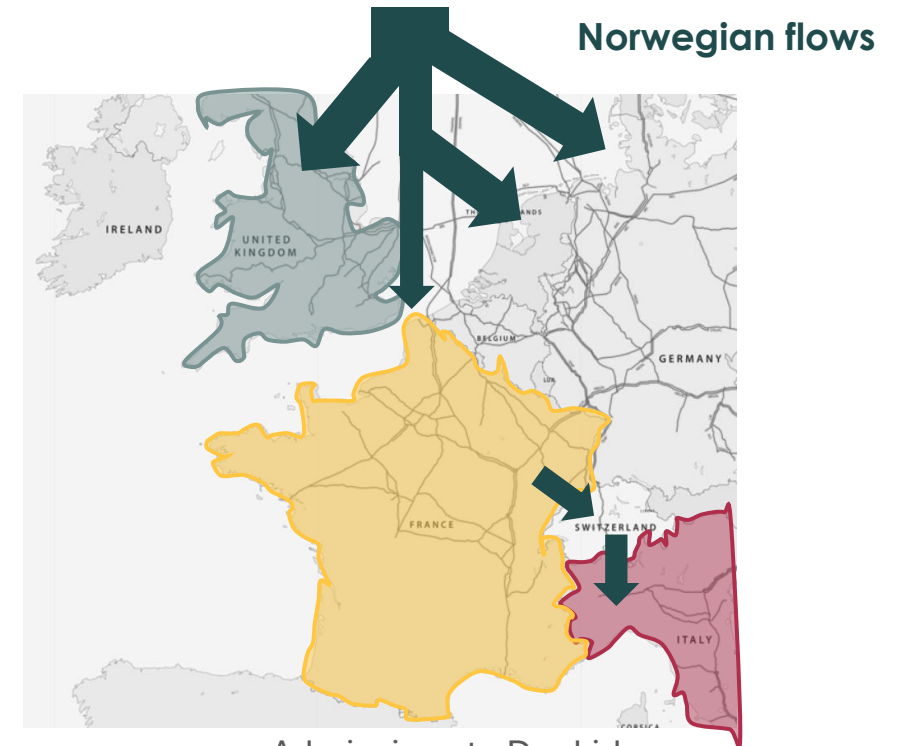 Norwegian flows
IRELAND
UNITED
KINGDOM
BELGIUM
LUX
GERMANY
FRANCE
SWITZERLAND
ITALY
CORSICA